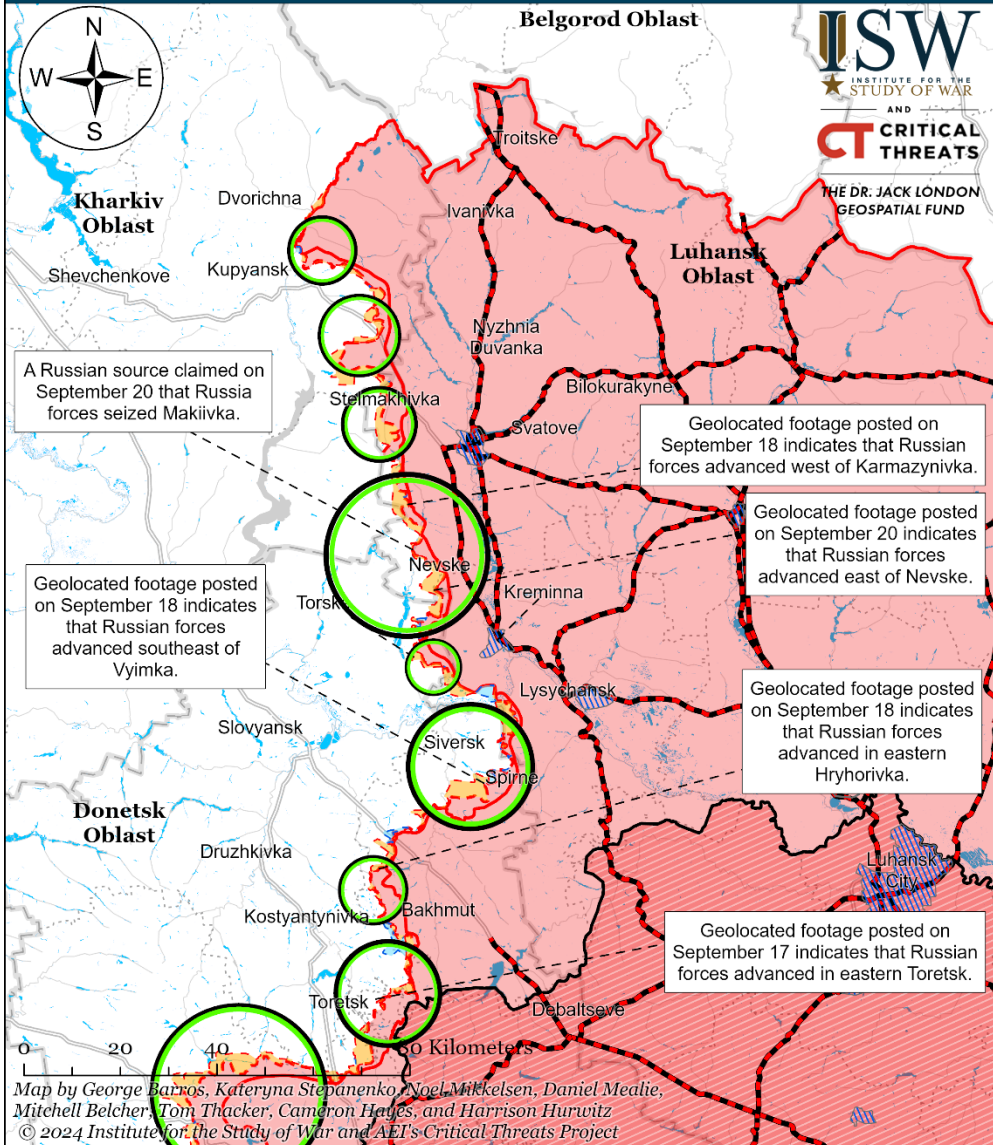 Belgorod Oblast
N
W E
S
ISW
INSTITUTE FOR THE
STUDY OF WAR
AND
CT CRITICAL
THREATS
THE DR. JACK LONDON
GEOSPATIAL FUND
Troitske
Dvorichna
Kharkiv
Oblast
Ivanivka
Luhansk
Oblast
Shevchenkove
Kupyansk
Nyzhnia
Duvanka
A Russian source claimed on
September 20 that Russia
forces seized Makiivka.
Bilokurakyne
Stelmakhivka
Svatove
Geolocated footage posted on
September 18 indicates that Russian
forces advanced west of Karmazynivka.
Geolocated footage posted
on September 20 indicates
that Russian forces
advanced east of Nevske.
Nevske
Kreminna
Geolocated footage posted
on September 18 indicates
that Russian forces
advanced southeast of
Vyimka.
Torsk
Lysychansk
Geolocated footage posted
on September 18 indicates
that Russian forces
advanced in eastern
Hryhorivka.
Slovyansk
Siversk
Spirne
Donetsk
Oblast
Druzhkivka
Luhansk
City
Kostyantynivka
Bakhmut
Geolocated footage posted on
September 17 indicates that Russian
forces advanced in eastern Toretsk.
Toretsk
Debaltseve
0 20 40 80 Kilometers
Map by George Barros, Kateryna Stepanenko, Noel Mikkelsen, Daniel Mealie,
Mitchell Belcher, Tom Thacker, Cameron Hayes, and Harrison Hurwitz
© 2024 Institute for the Study of War and AEI's Critical Threats Project